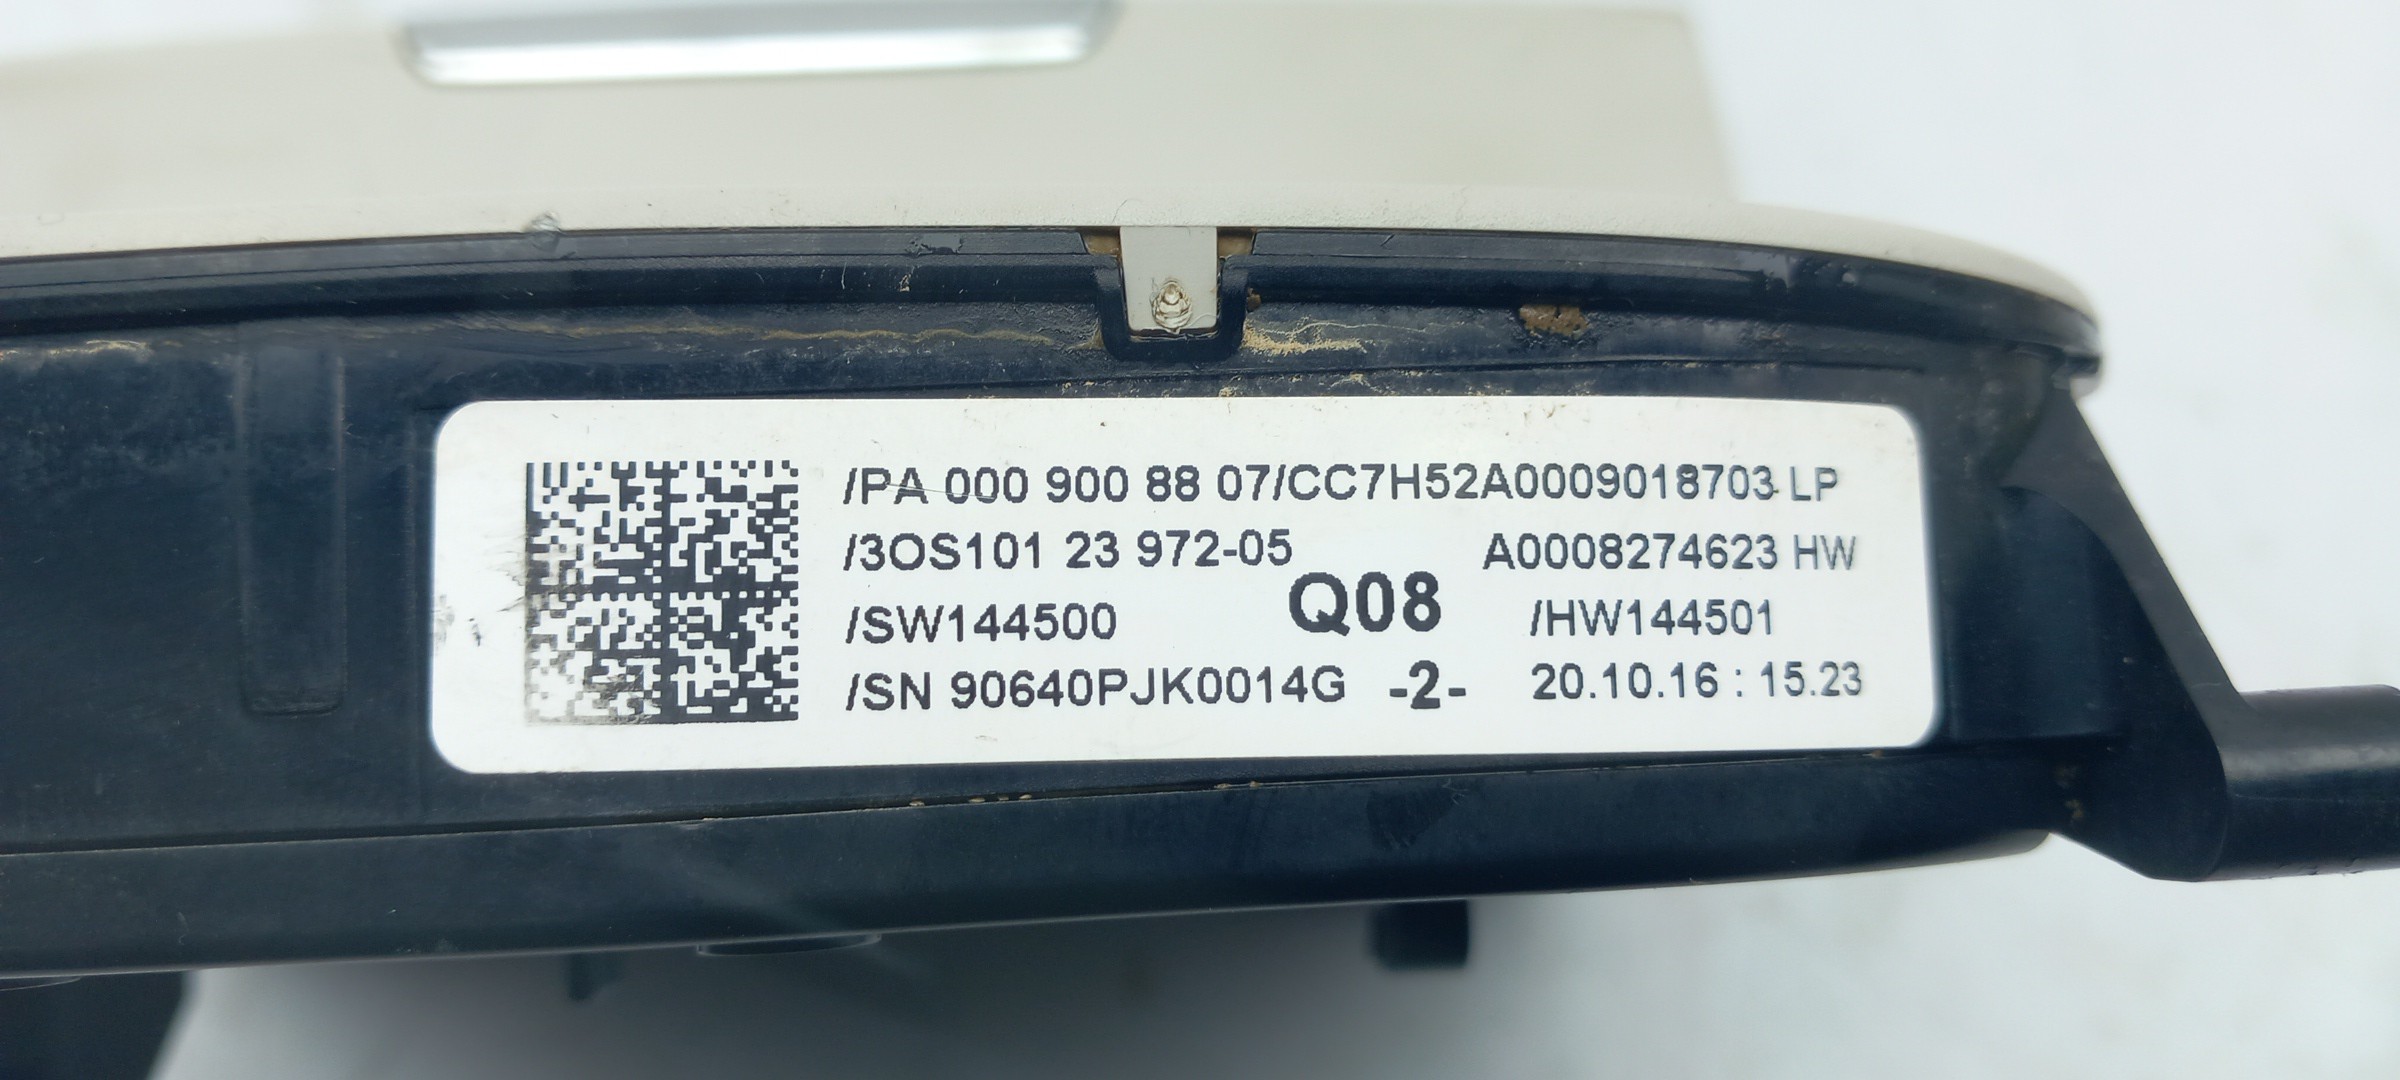 /PA 000 900 88 07/CC7H52A0009018703 LP
/3OS101 23 972-05 A0008274623 HW
/SW144500 Q08 /HW144501
/SN 90640PJK0014G -2- 20.10.16 : 15.23